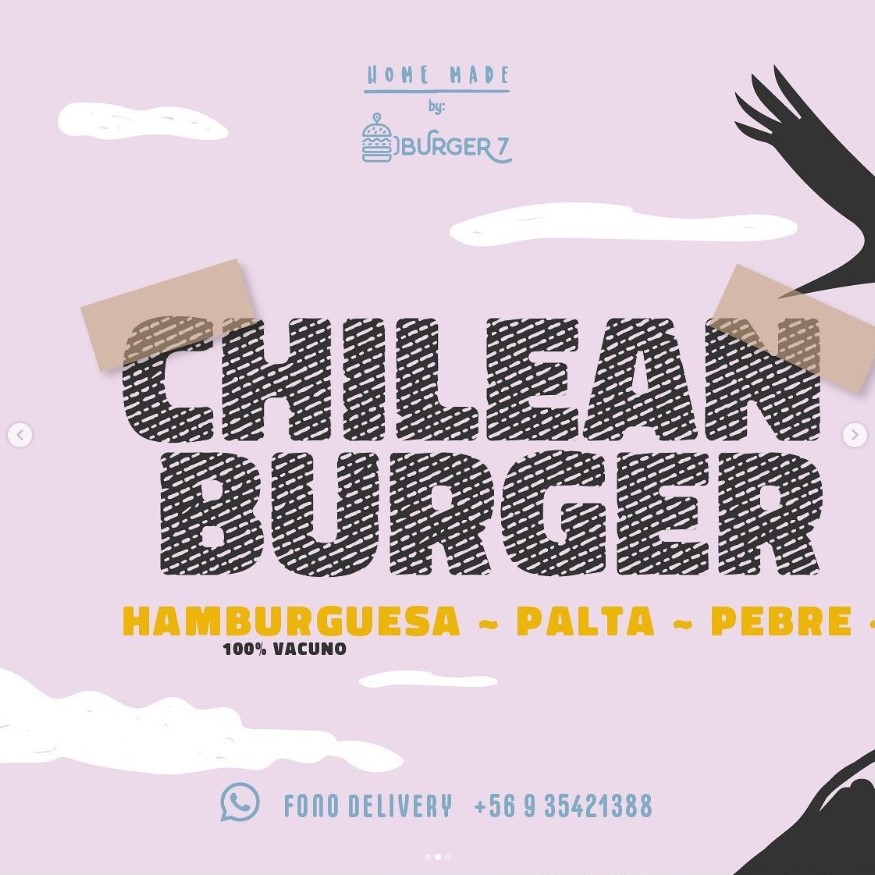 HOME MADE
by:
BURGER 7
CHILEAN
BURGER
HAMBURGUESA ~ PALTA ~ PEBRE ~
100% VACUNO
FONO DELIVERY +56 9 35421388